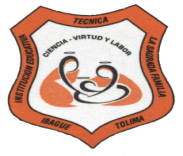 TECNICA
INSTITUCION EDUCATIVA
LA SAGRADA FAMILIA
CIENCIA - VIRTUD Y LABOR
IBAGUE
TOLIMA